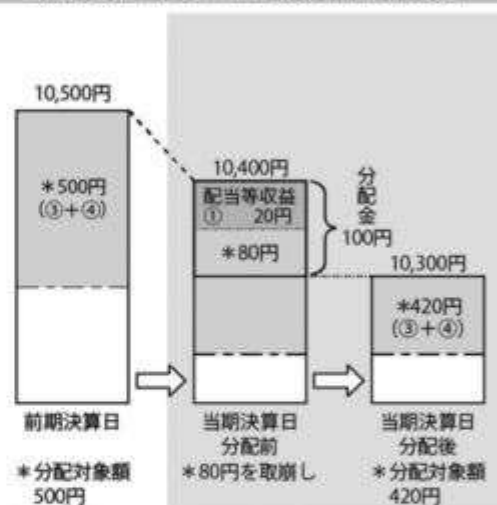 10,500円
＊500円
(③+④)
前期決算日
＊分配対象額
500円
10,400円
配当等収益
① 20円
＊80円
分配金
100円
当期決算日
分配前
＊80円を取崩し
10,300円
＊420円
(③+④)
当期決算日
分配後
＊分配対象額
420円